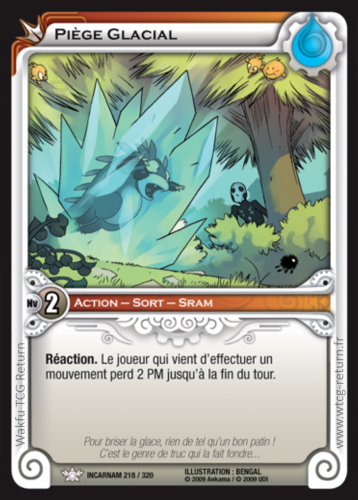 Piège Glacial
Nv 2
Action – Sort – Sram
Réaction. Le joueur qui vient d'effectuer un
mouvement perd 2 PM jusqu'à la fin du tour.
Pour briser la glace, rien de tel qu'un bon patin !
C'est le genre de truc qui la fait fondre...
INCARNAM 218 / 320
ILLUSTRATION : BENGAL
© 2009 Ankama / © 2009 UDI
Wakfu TCG Return
www.wtcg-return.fr